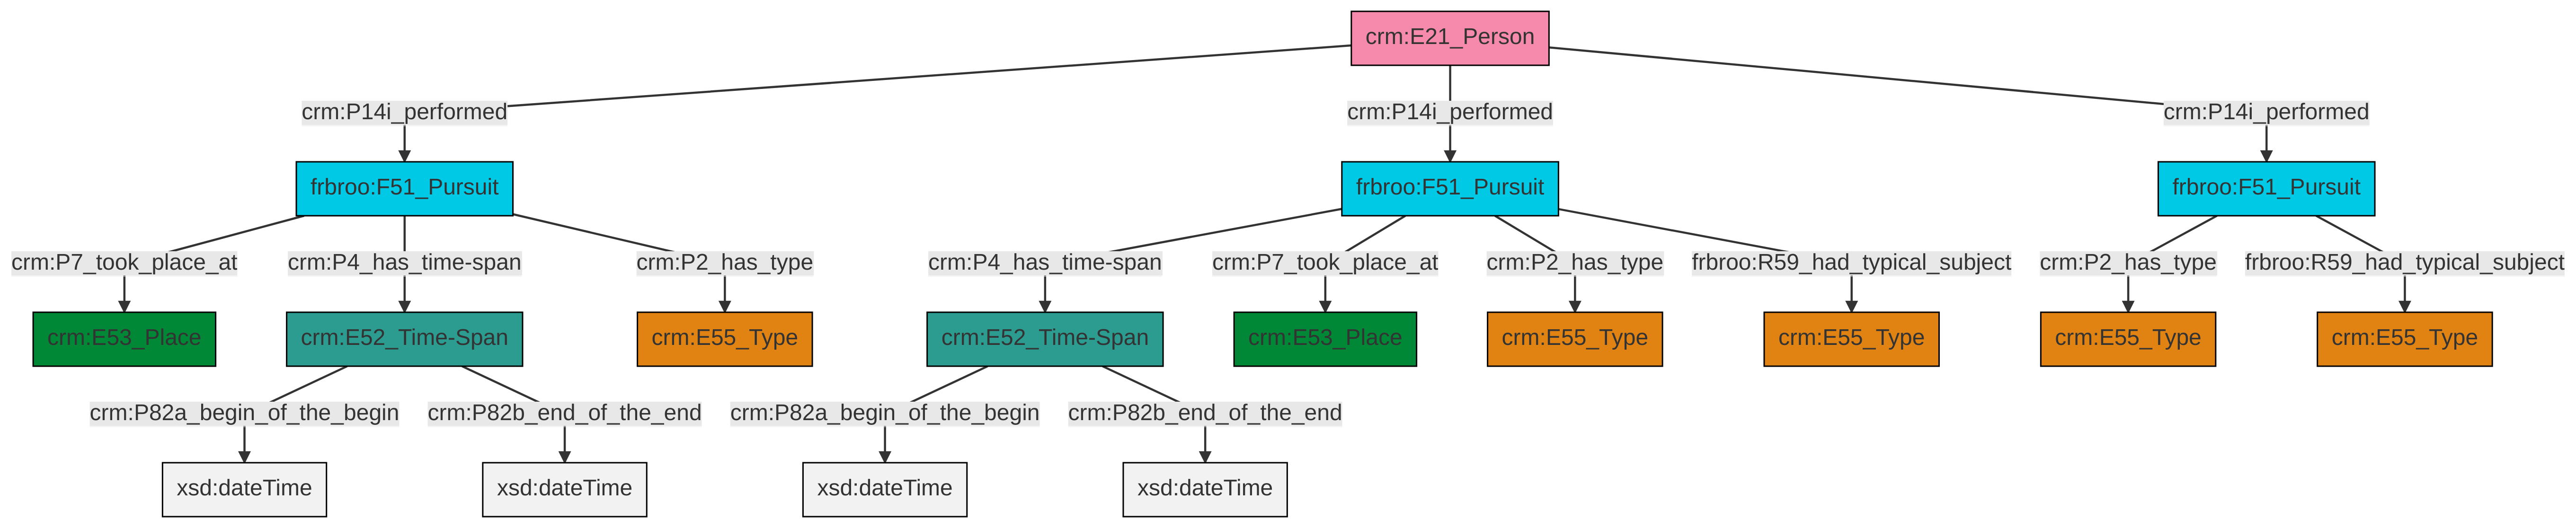 crm:E21_Person
crm:P14i_performed
crm:P14i_performed
crm:P14i_performed
frbroo:F51_Pursuit
frbroo:F51_Pursuit
frbroo:F51_Pursuit
crm:P7_took_place_at
crm:P4_has_time-span
crm:P2_has_type
crm:P4_has_time-span
crm:P7_took_place_at
crm:P2_has_type
frbroo:R59_had_typical_subject
crm:P2_has_type
frbroo:R59_had_typical_subject
crm:E53_Place
crm:E52_Time-Span
crm:E55_Type
crm:E52_Time-Span
crm:E53_Place
crm:E55_Type
crm:E55_Type
crm:E55_Type
crm:E55_Type
crm:P82a_begin_of_the_begin
crm:P82b_end_of_the_end
crm:P82a_begin_of_the_begin
crm:P82b_end_of_the_end
xsd:dateTime
xsd:dateTime
xsd:dateTime
xsd:dateTime